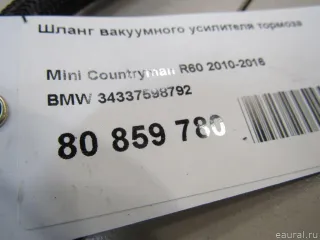 Шланг вакуумного усилителя тормоза
Mini Countryman R60 2010-2016
BMW 34337598792
80 859 780
© eaural.ru